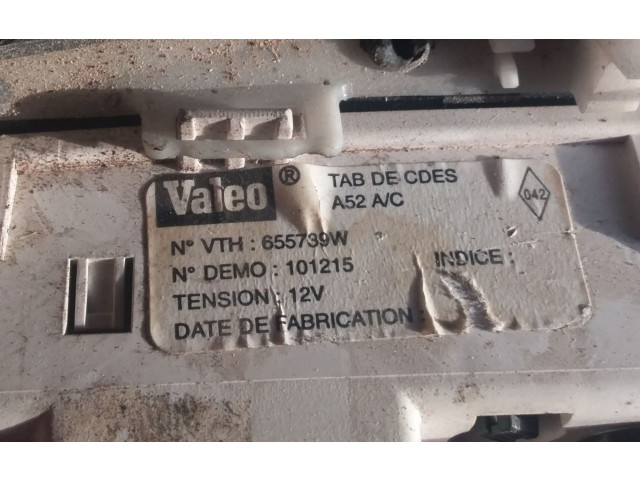 Valeo ® TAB DE CDES
A52 A/C
042
N° VTH : 655739W
N° DEMO : 101215 INDICE :
TENSION : 12V
DATE DE FABRICATION :